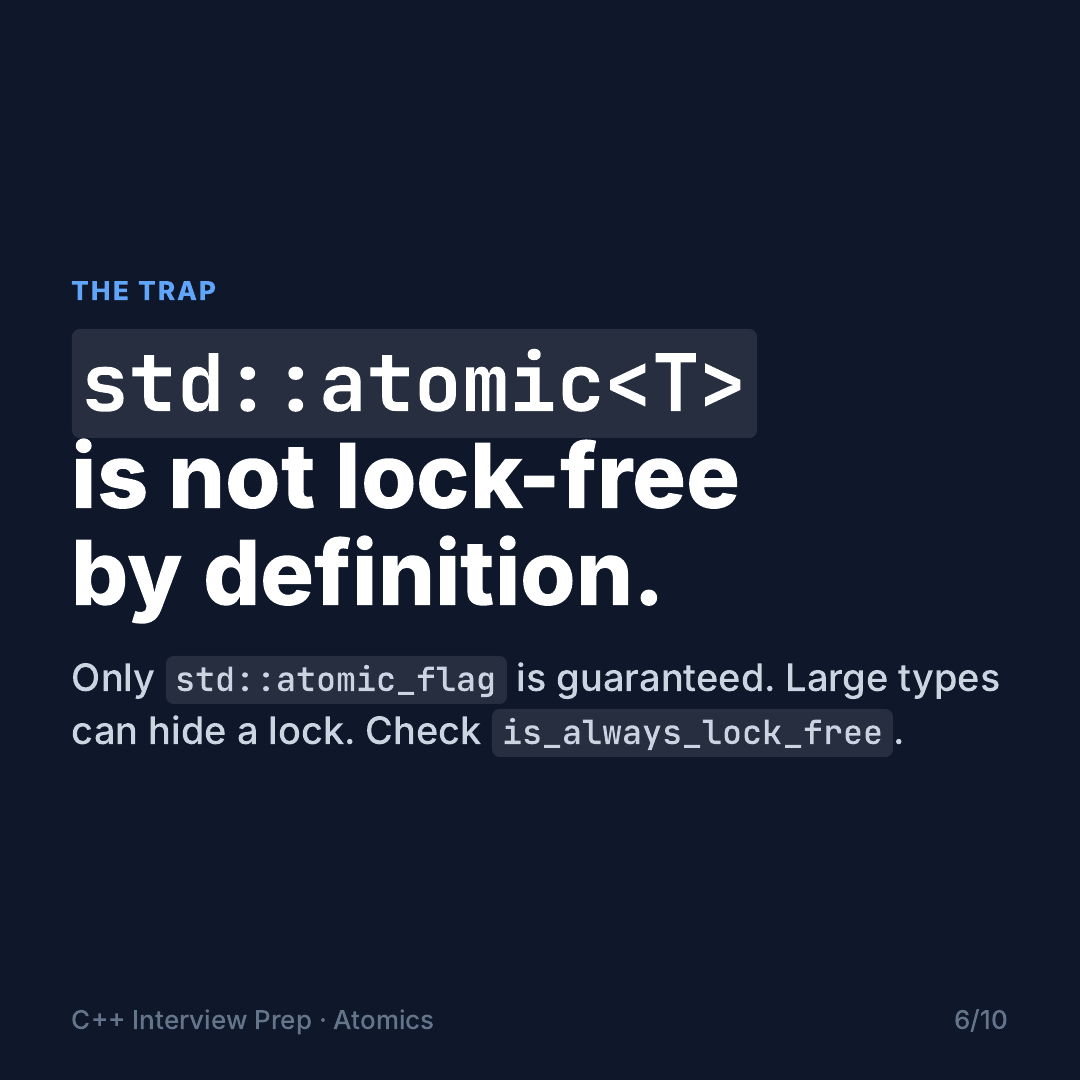 THE TRAP
std::atomic<T>
is not lock-free
by definition.
Only std::atomic_flag is guaranteed. Large types
can hide a lock. Check is_always_lock_free.
C++ Interview Prep · Atomics
6/10